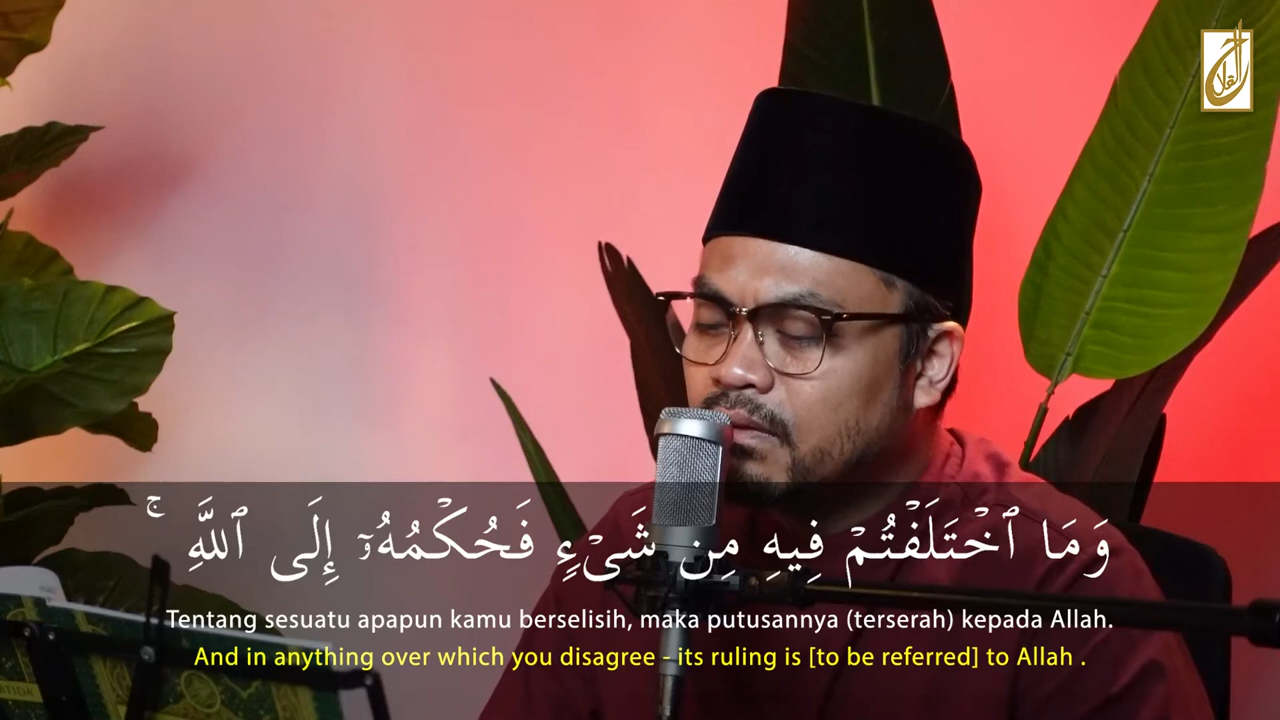 العلا
وَمَا ٱخْتَلَفْتُمْ فِيهِ مِن شَىْءٍ فَحُكْمُهُۥٓ إِلَى ٱللَّهِ ۚ
Tentang sesuatu apapun kamu berselisih, maka putusannya (terserah) kepada Allah.
And in anything over which you disagree - its ruling is [to be referred] to Allah .